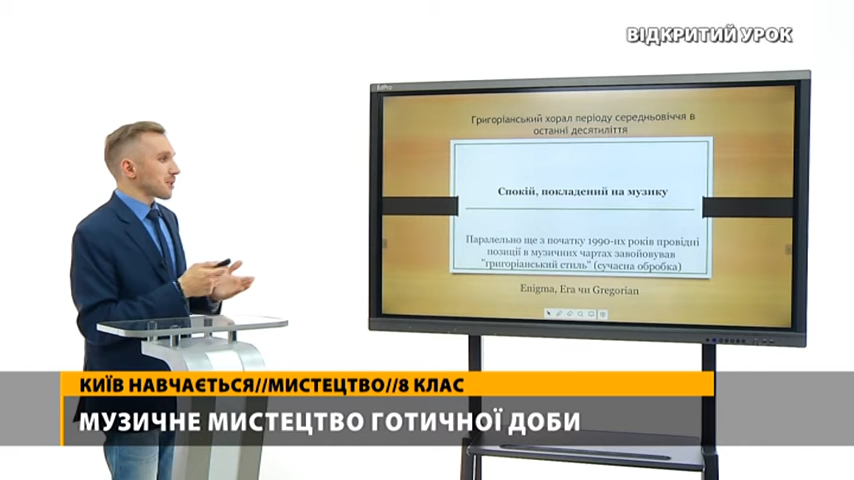 ВІДКРИТИЙ УРОК
EdPro
Григоріанський хорал періоду середньовіччя в
останні десятиліття
Спокій, покладений на музику
Паралельно ще з початку 1990-их років провідні
позиції в музичних чартах завойовував
"григоріанський стиль" (сучасна обробка)
Enigma, Era чи Gregorian
КИЇВ НАВЧАЄТЬСЯ//МИСТЕЦТВО//8 КЛАС
МУЗИЧНЕ МИСТЕЦТВО ГОТИЧНОЇ ДОБИ